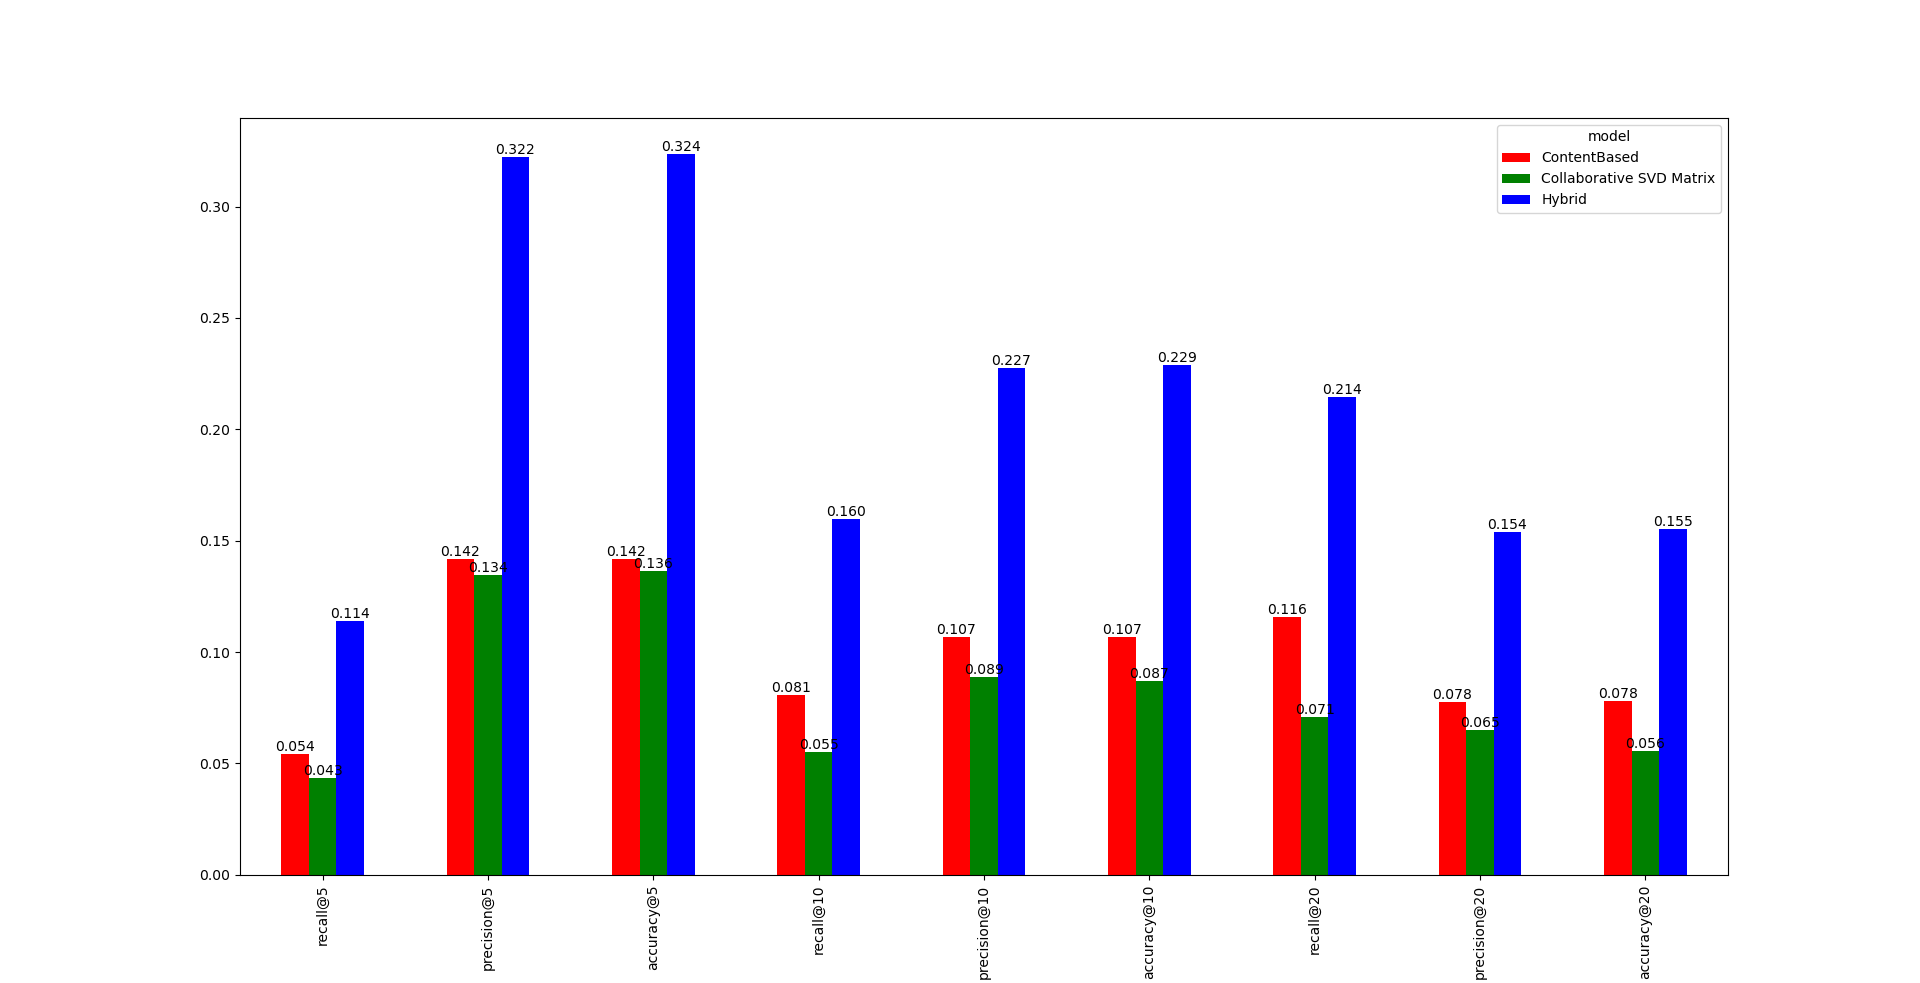 model
ContentBased
Collaborative SVD Matrix
Hybrid
0.30
0.25
0.20
0.15
0.10
0.05
0.00
0.054
0.043
0.114
0.142
0.134
0.322
0.142
0.136
0.324
0.081
0.055
0.160
0.107
0.089
0.227
0.107
0.087
0.229
0.116
0.071
0.214
0.078
0.065
0.154
0.078
0.056
0.155
recall@5
precision@5
accuracy@5
recall@10
precision@10
accuracy@10
recall@20
precision@20
accuracy@20